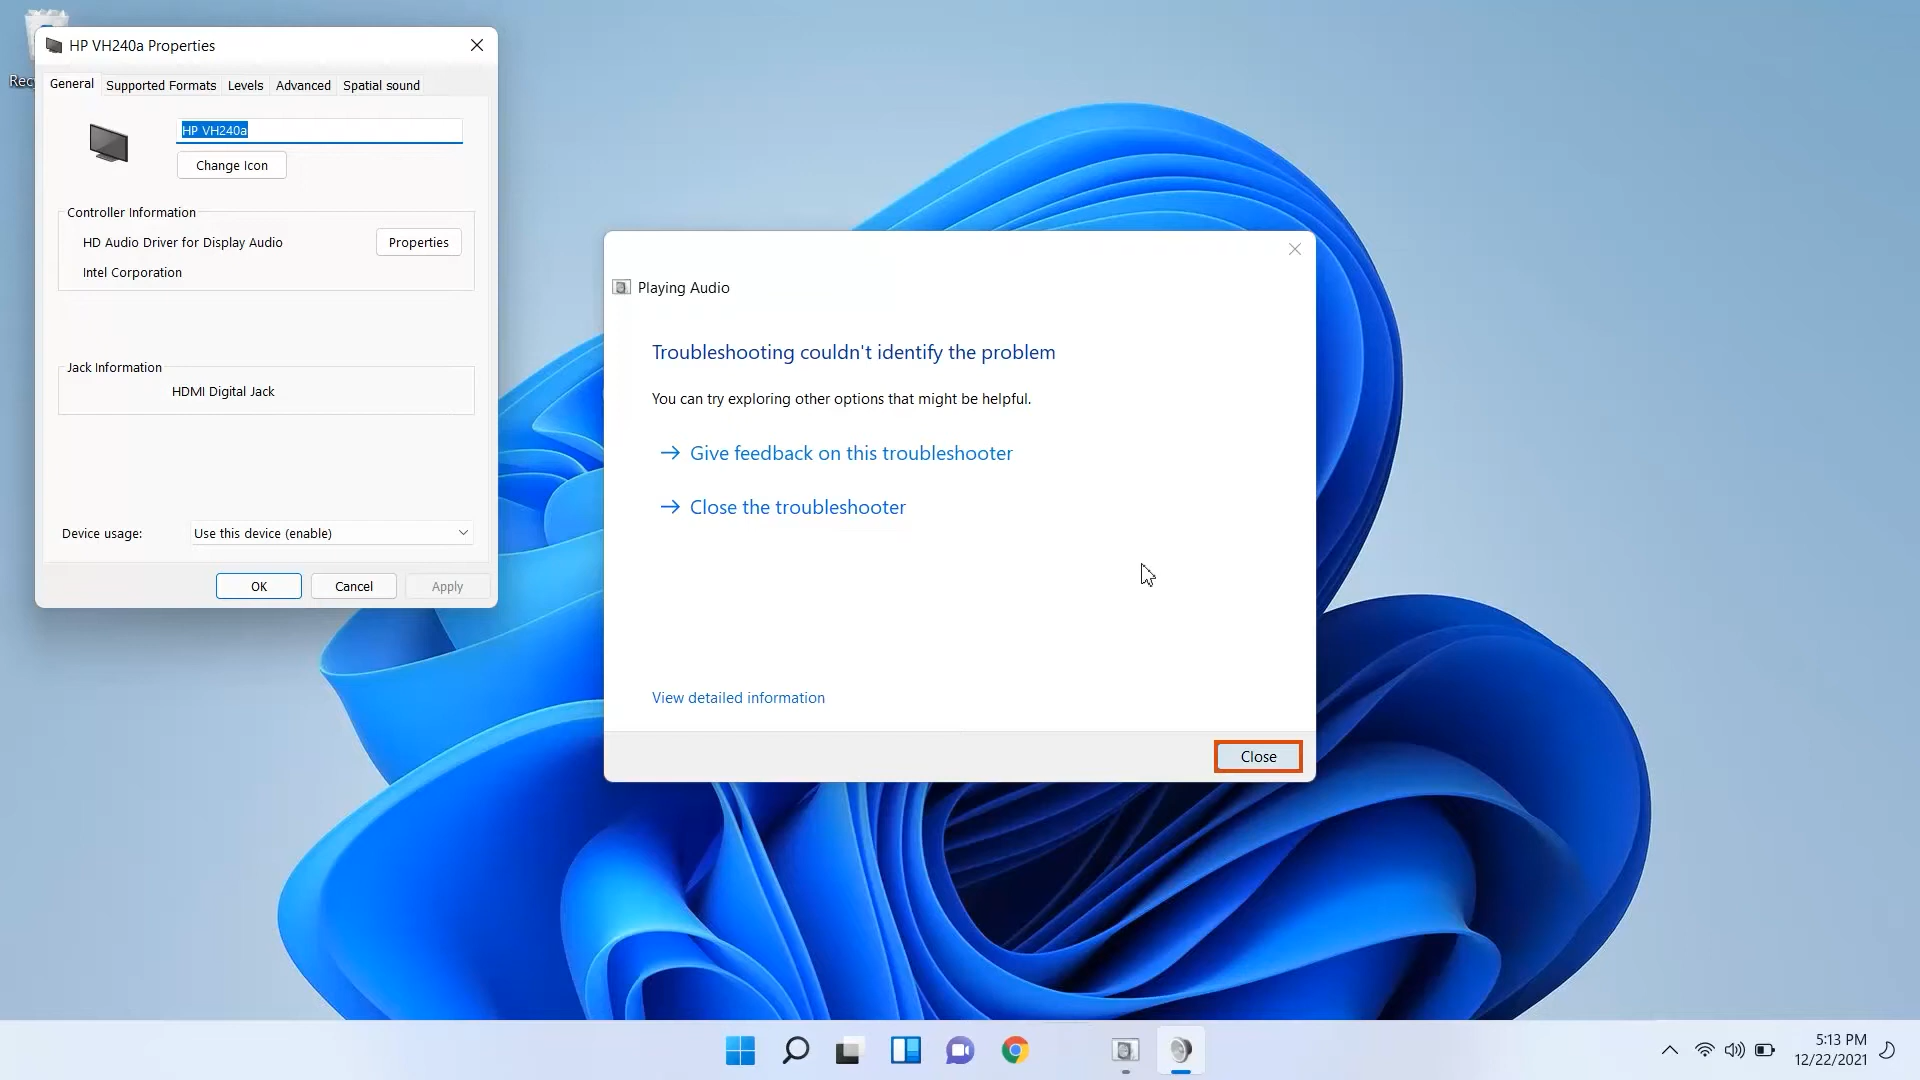 Rec
HP VH240a Properties
General
Supported Formats
Levels
Advanced
Spatial sound
HP VH240a
Change Icon
Controller Information
HD Audio Driver for Display Audio
Properties
Intel Corporation
Jack Information
HDMI Digital Jack
Device usage:
Use this device (enable)
OK
Cancel
Apply
Playing Audio
Troubleshooting couldn't identify the problem
You can try exploring other options that might be helpful.
Give feedback on this troubleshooter
Close the troubleshooter
View detailed information
Close
5:13 PM
12/22/2021